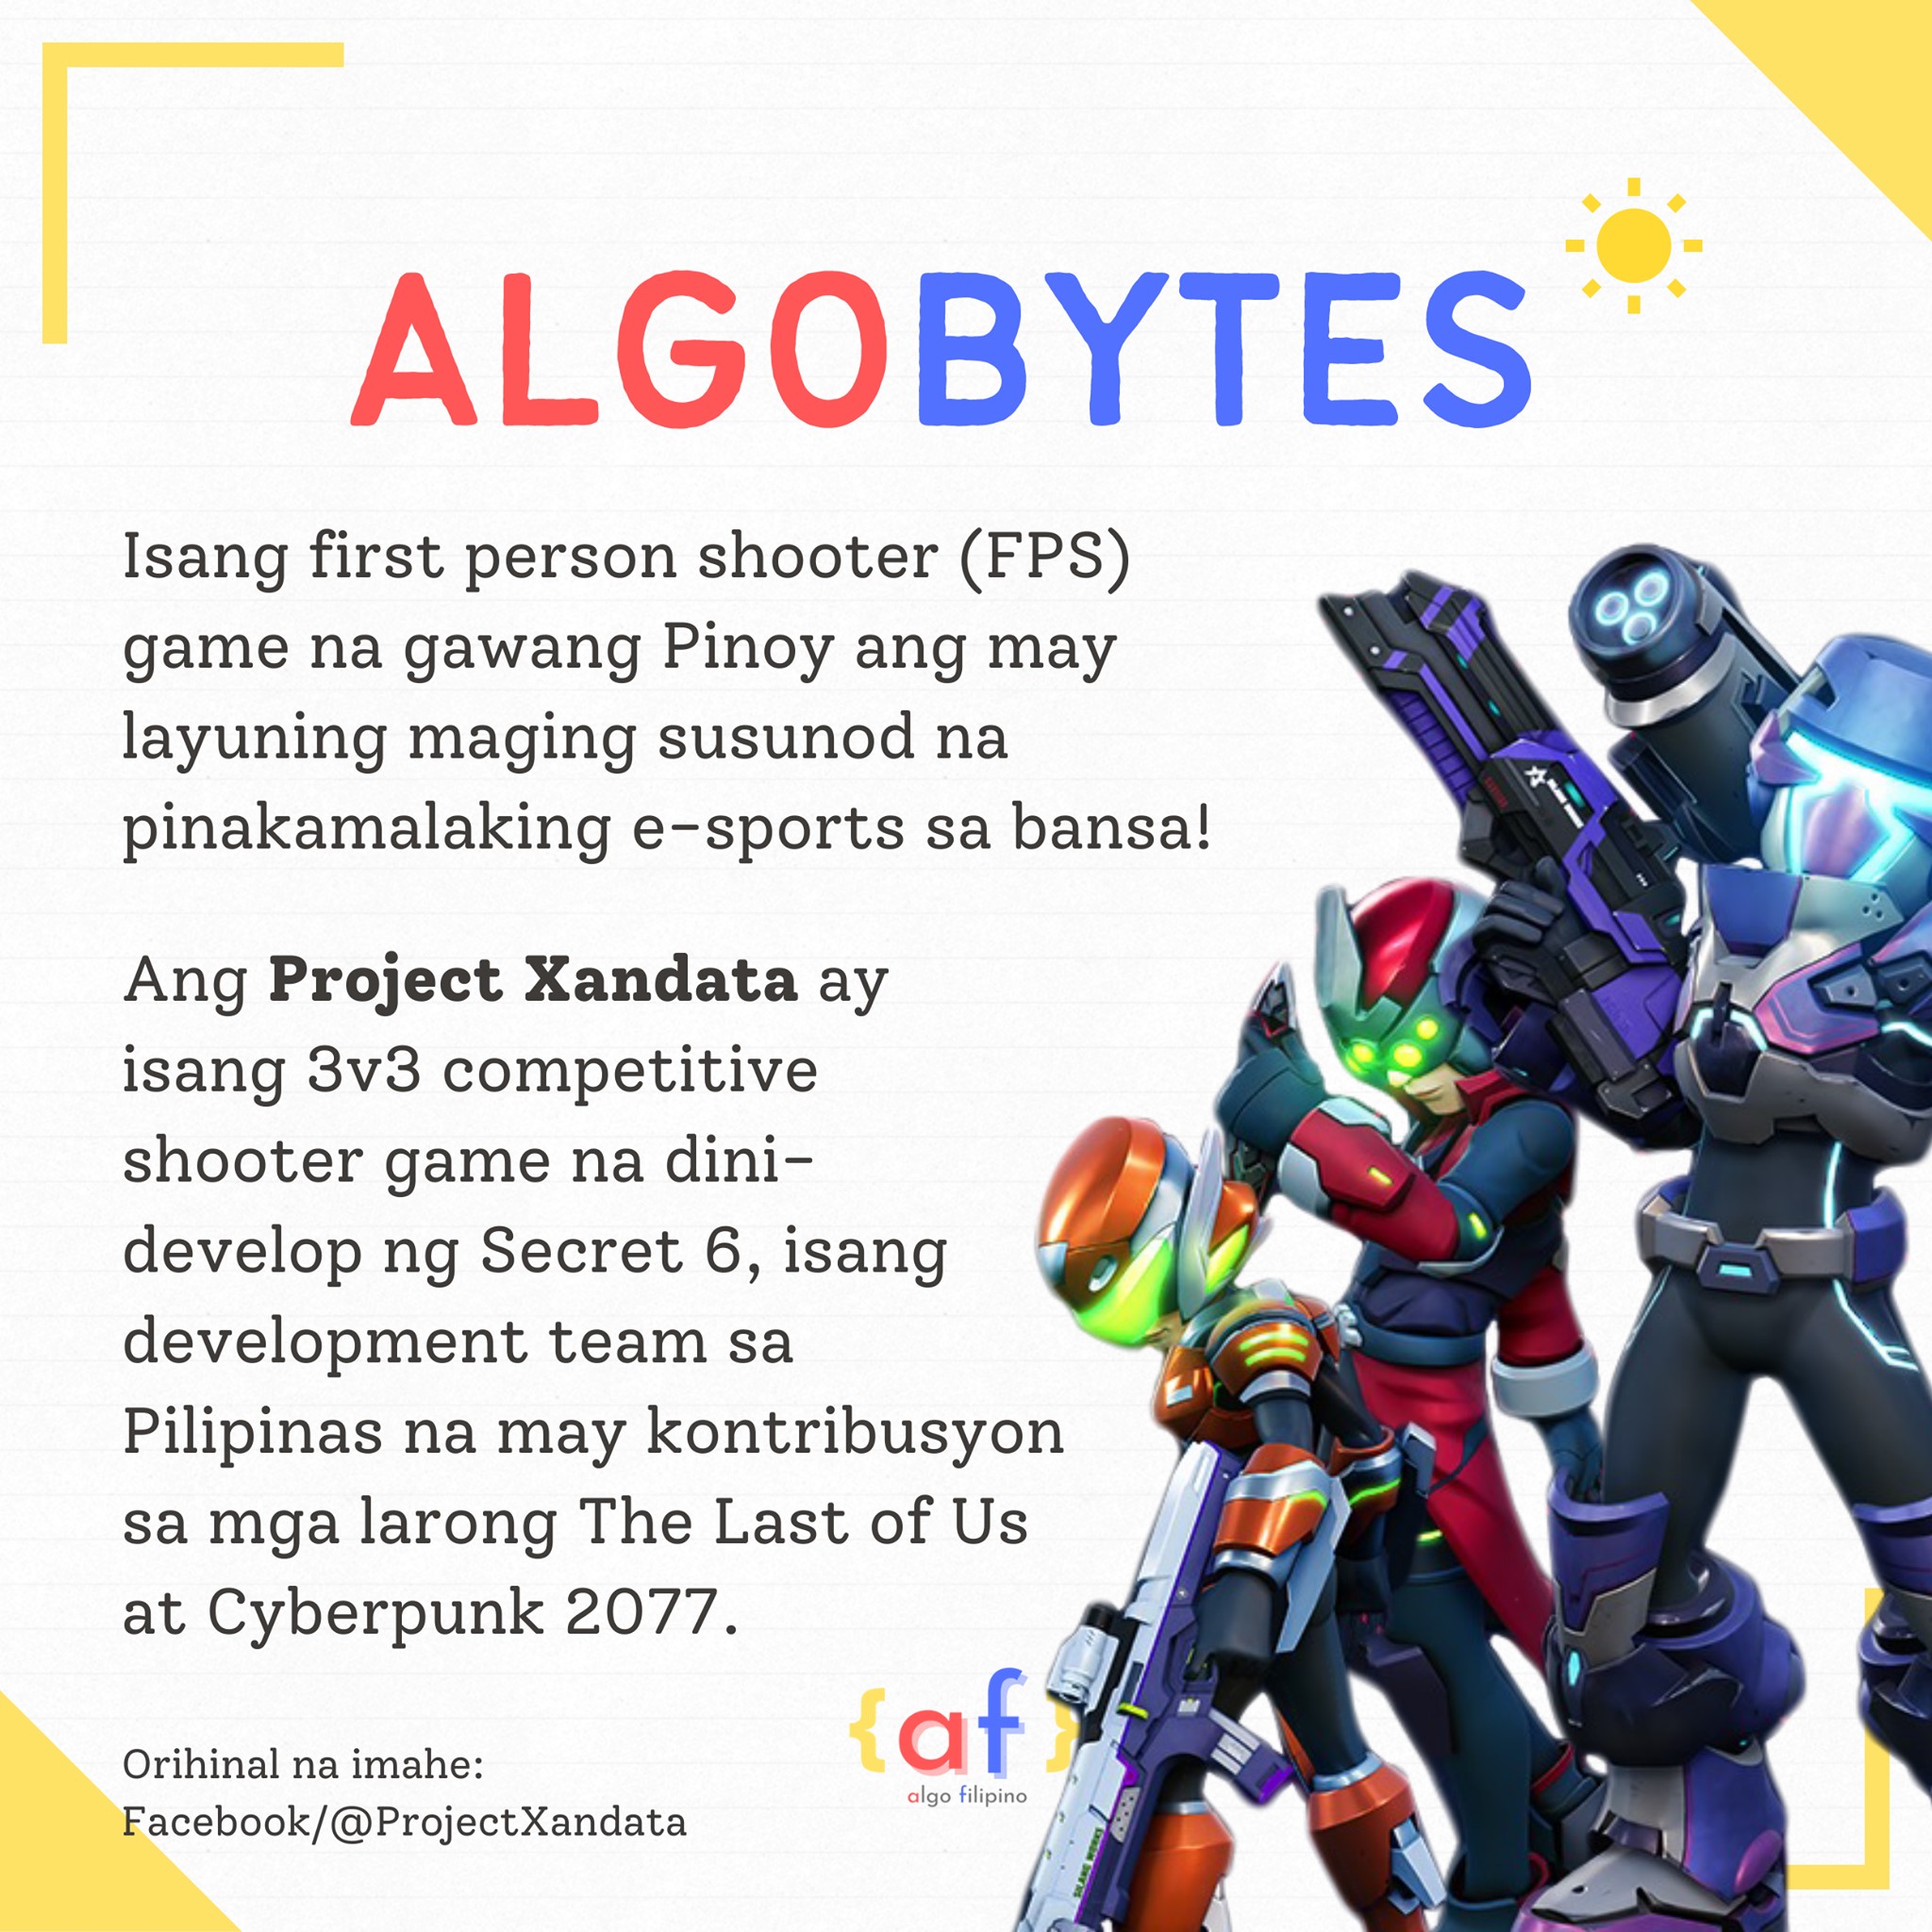 ALGOBYTES
Isang first person shooter (FPS)
game na gawang Pinoy ang may
layuning maging susunod na
pinakamalaking e-sports sa bansa!
Ang Project Xandata ay
isang 3v3 competitive
shooter game na dini-
develop ng Secret 6, isang
development team sa
Pilipinas na may kontribusyon
sa mga larong The Last of Us
at Cyberpunk 2077.
{af}
algo filipino
Orihinal na imahe:
Facebook/@ProjectXandata
SILANG WORKS